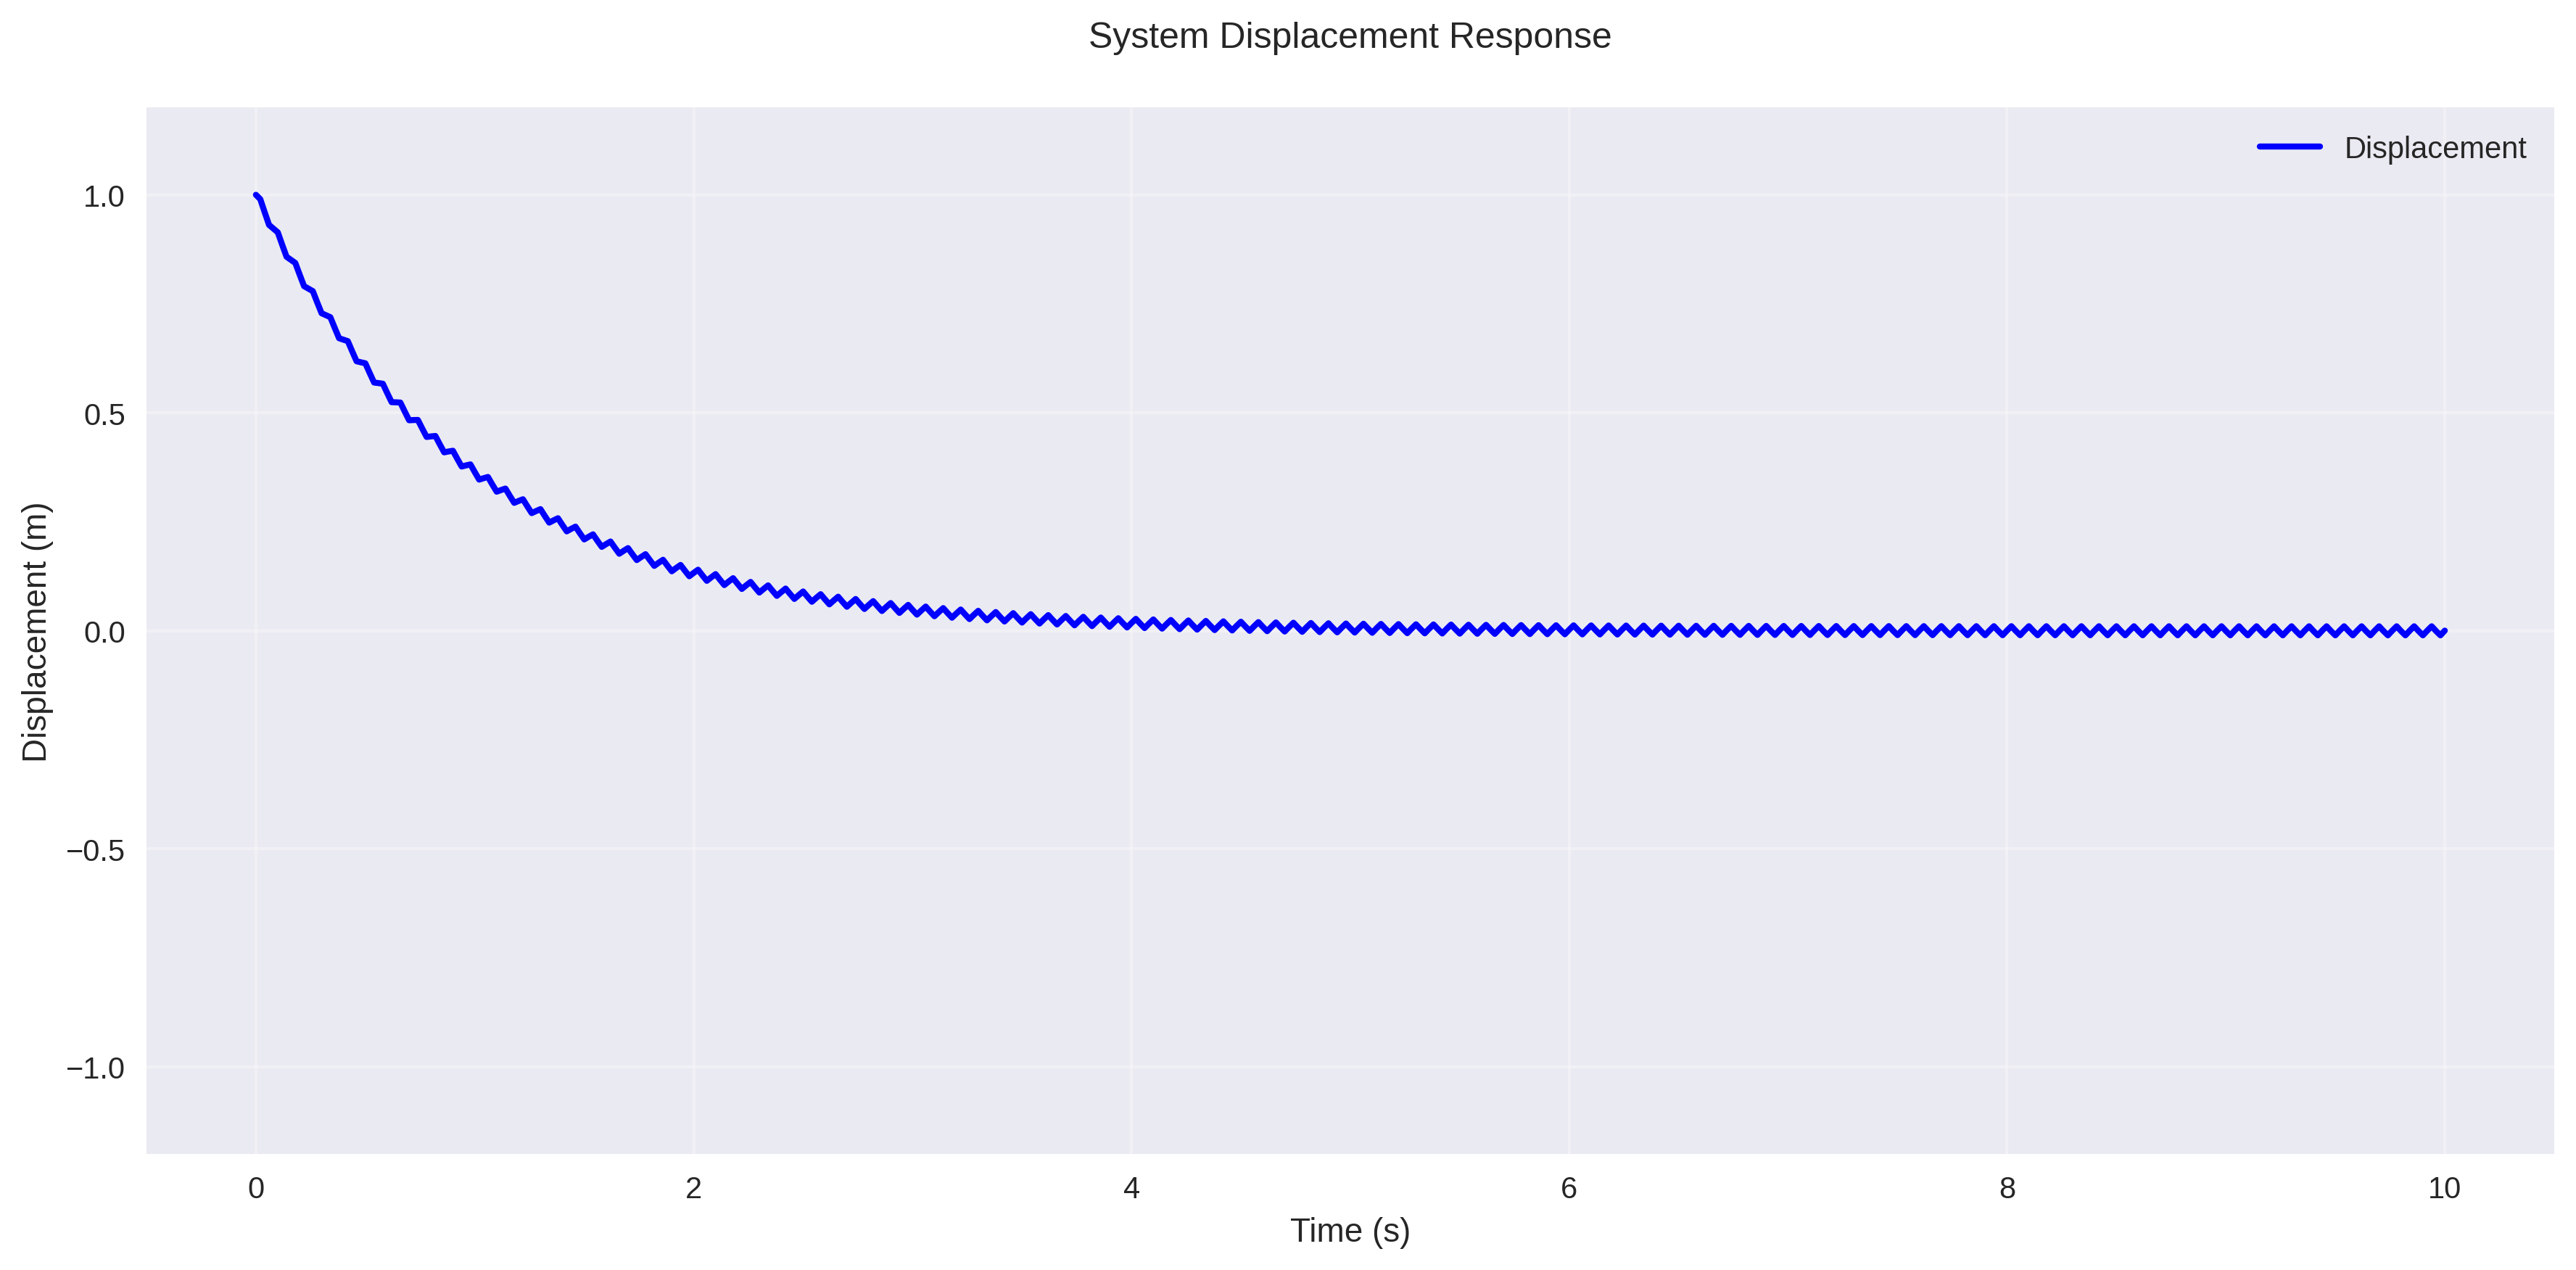 System Displacement Response
Displacement
1.0
0.5
0.0
−0.5
−1.0
Displacement (m)
0 2 4 6 8 10
Time (s)